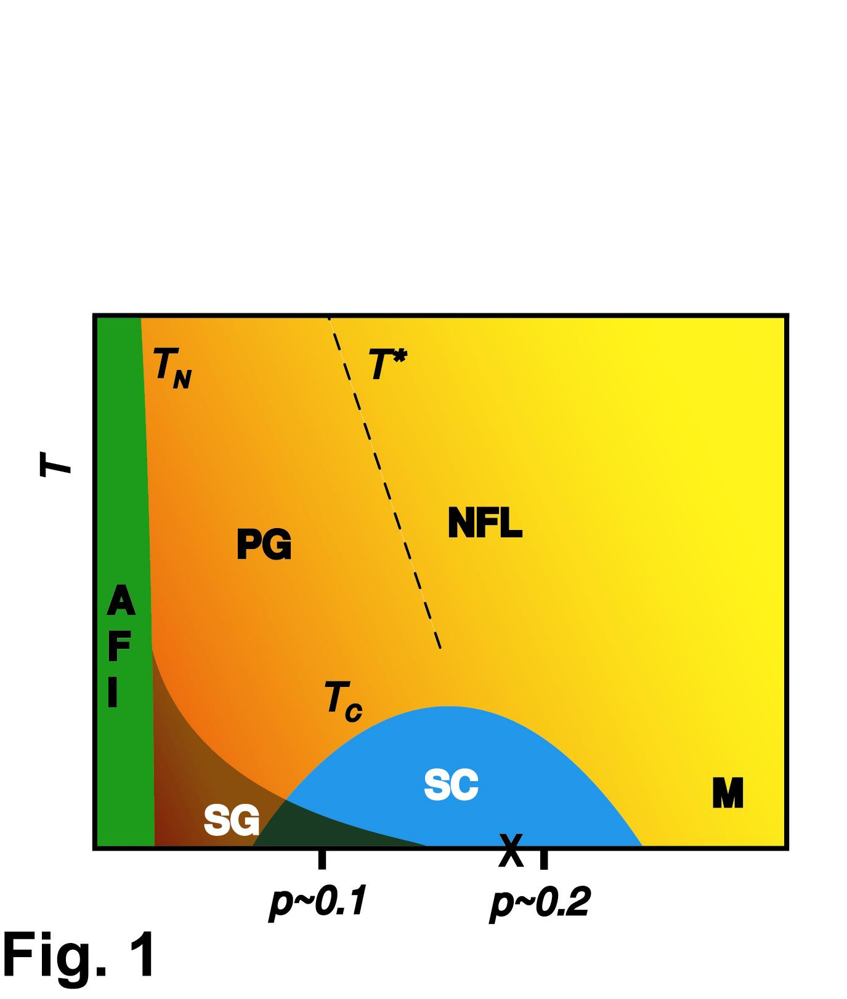 T_N
T*
NFL
PG
T
A
F
I
T_C
SC
M
SG
X
p~0.1
p~0.2
Fig. 1